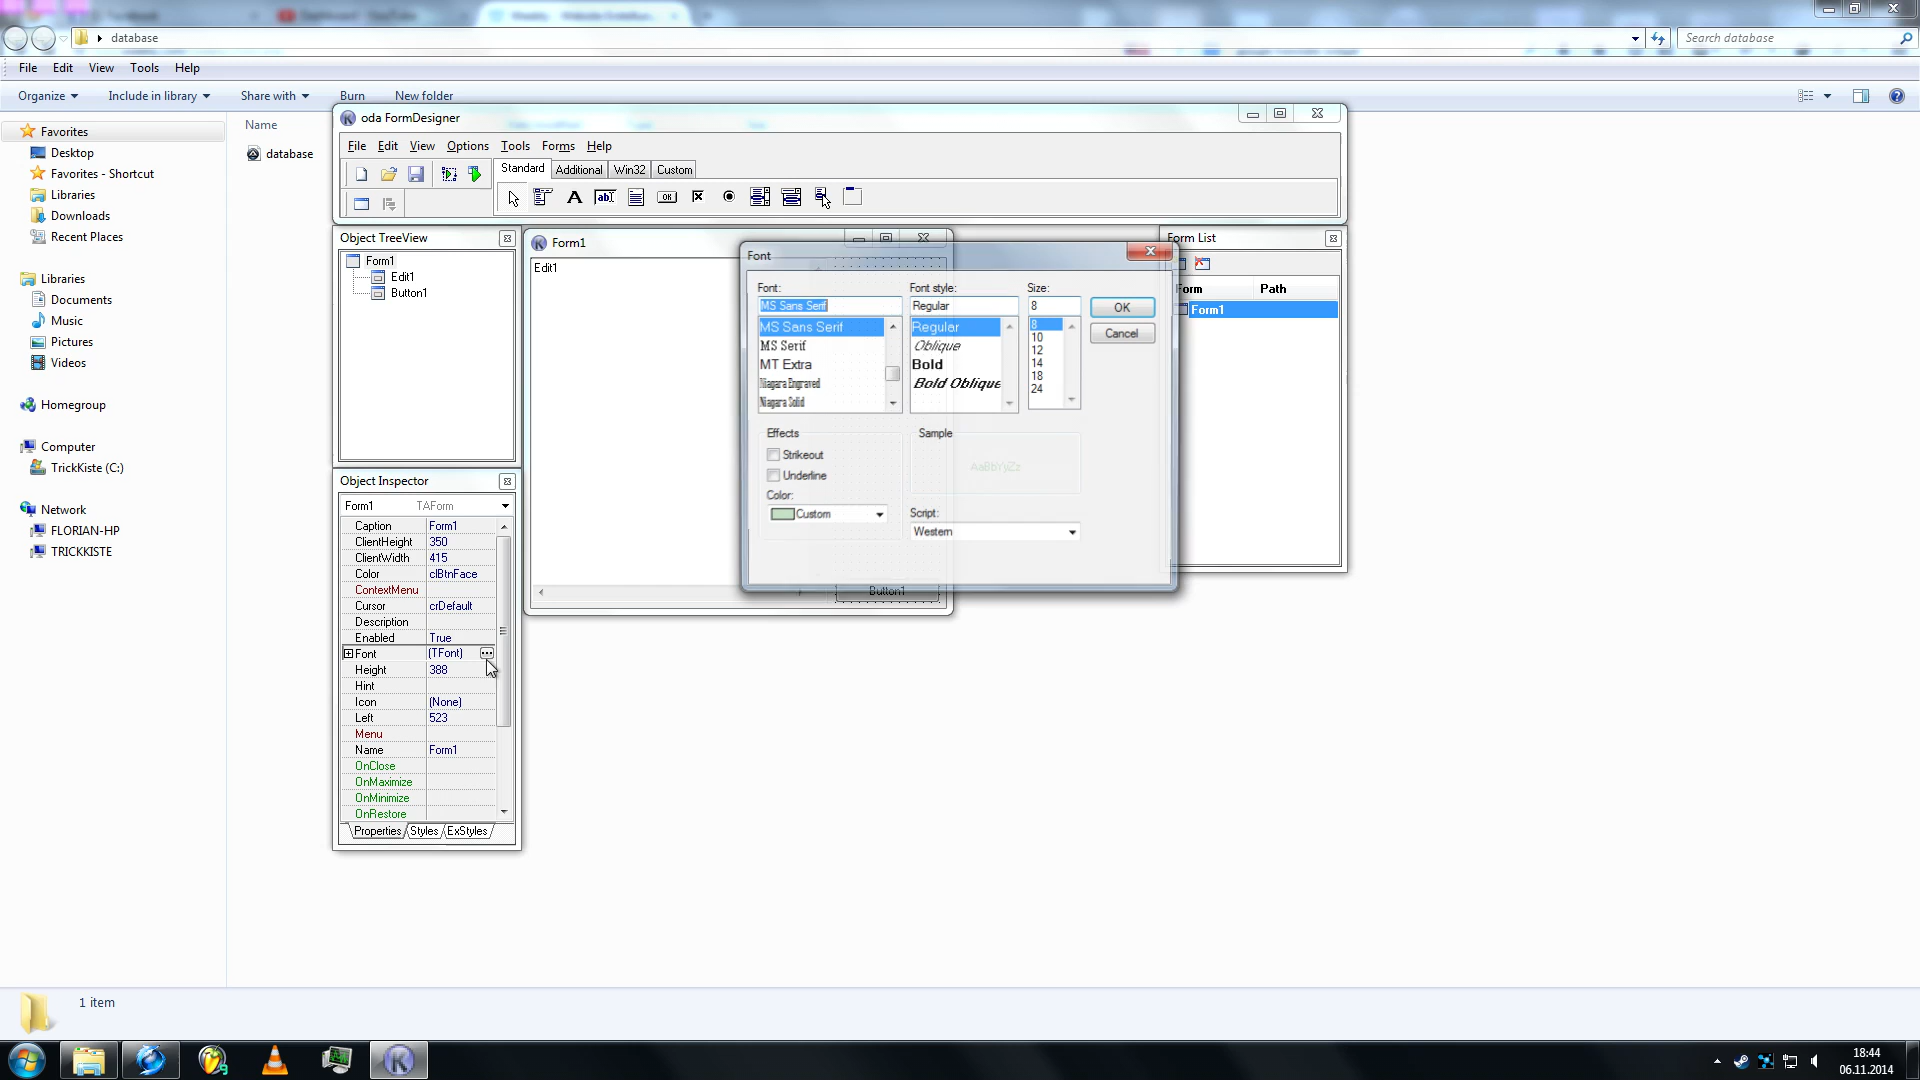 database
Search database
File Edit View Tools Help
Organize Include in library Share with Burn New folder
Favorites
Desktop
Favorites - Shortcut
Libraries
Downloads
Recent Places
Libraries
Documents
Music
Pictures
Videos
Homegroup
Computer
TrickKiste (C:)
Network
FLORIAN-HP
TRICKKISTE
Name
database
oda FormDesigner
File Edit View Options Tools Forms Help
Standard Additional Win32 Custom
A abI OK
Object TreeView
Form1
Edit1
Button1
Object Inspector
Form1 TAForm
Caption Form1
ClientHeight 350
ClientWidth 415
Color clBtnFace
ContextMenu
Cursor crDefault
Description
Enabled True
Font (TFont)
Height 388
Hint
Icon (None)
Left 523
Menu
Name Form1
OnClose
OnMaximize
OnMinimize
OnRestore
Properties Styles ExStyles
Form1
Edit1
Button1
Font
Font: Font style: Size:
MS Sans Serif Regular 8
MS Sans Serif Regular 8
MS Serif Oblique 10
MT Extra Bold 12
Niagara Engraved Bold Oblique 14
Niagara Solid 18
24
OK
Cancel
Effects
Strikeout
Underline
Color:
Custom
Sample
AaBbYyZz
Script:
Western
Form List
Form Path
Form1
1 item
18:44
06.11.2014